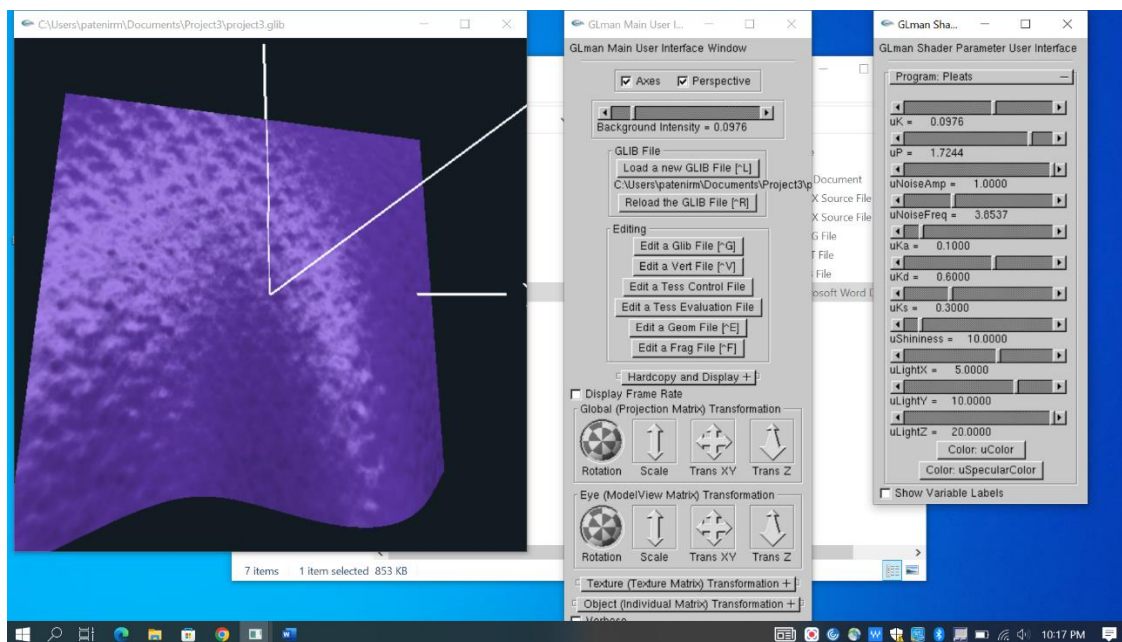 C:\Users\patenirm\Documents\Project3\project3.glib
GLman Main User I...
GLman Main User Interface Window
Axes
Perspective
Background Intensity = 0.0976
GLIB File
Load a new GLIB File [^L]
C:\Users\patenirm\Documents\Project3\p
Reload the GLIB File [^R]
Editing
Edit a Glib File [^G]
Edit a Vert File [^V]
Edit a Tess Control File
Edit a Tess Evaluation File
Edit a Geom File [^E]
Edit a Frag File [^F]
Hardcopy and Display +
Display Frame Rate
Global (Projection Matrix) Transformation
Rotation
Scale
Trans XY
Trans Z
Eye (ModelView Matrix) Transformation
Rotation
Scale
Trans XY
Trans Z
Texture (Texture Matrix) Transformation +
Object (Individual Matrix) Transformation +
Verbose
Document
X Source File
X Source File
G File
T File
File
osoft Word D
GLman Sha...
GLman Shader Parameter User Interface
Program: Pleats
uK = 0.0976
uP = 1.7244
uNoiseAmp = 1.0000
uNoiseFreq = 3.8537
uKa = 0.1000
uKd = 0.6000
uKs = 0.3000
uShininess = 10.0000
uLightX = 5.0000
uLightY = 10.0000
uLightZ = 20.0000
Color: uColor
Color: uSpecularColor
Show Variable Labels
7 items 1 item selected 853 KB
10:17 PM